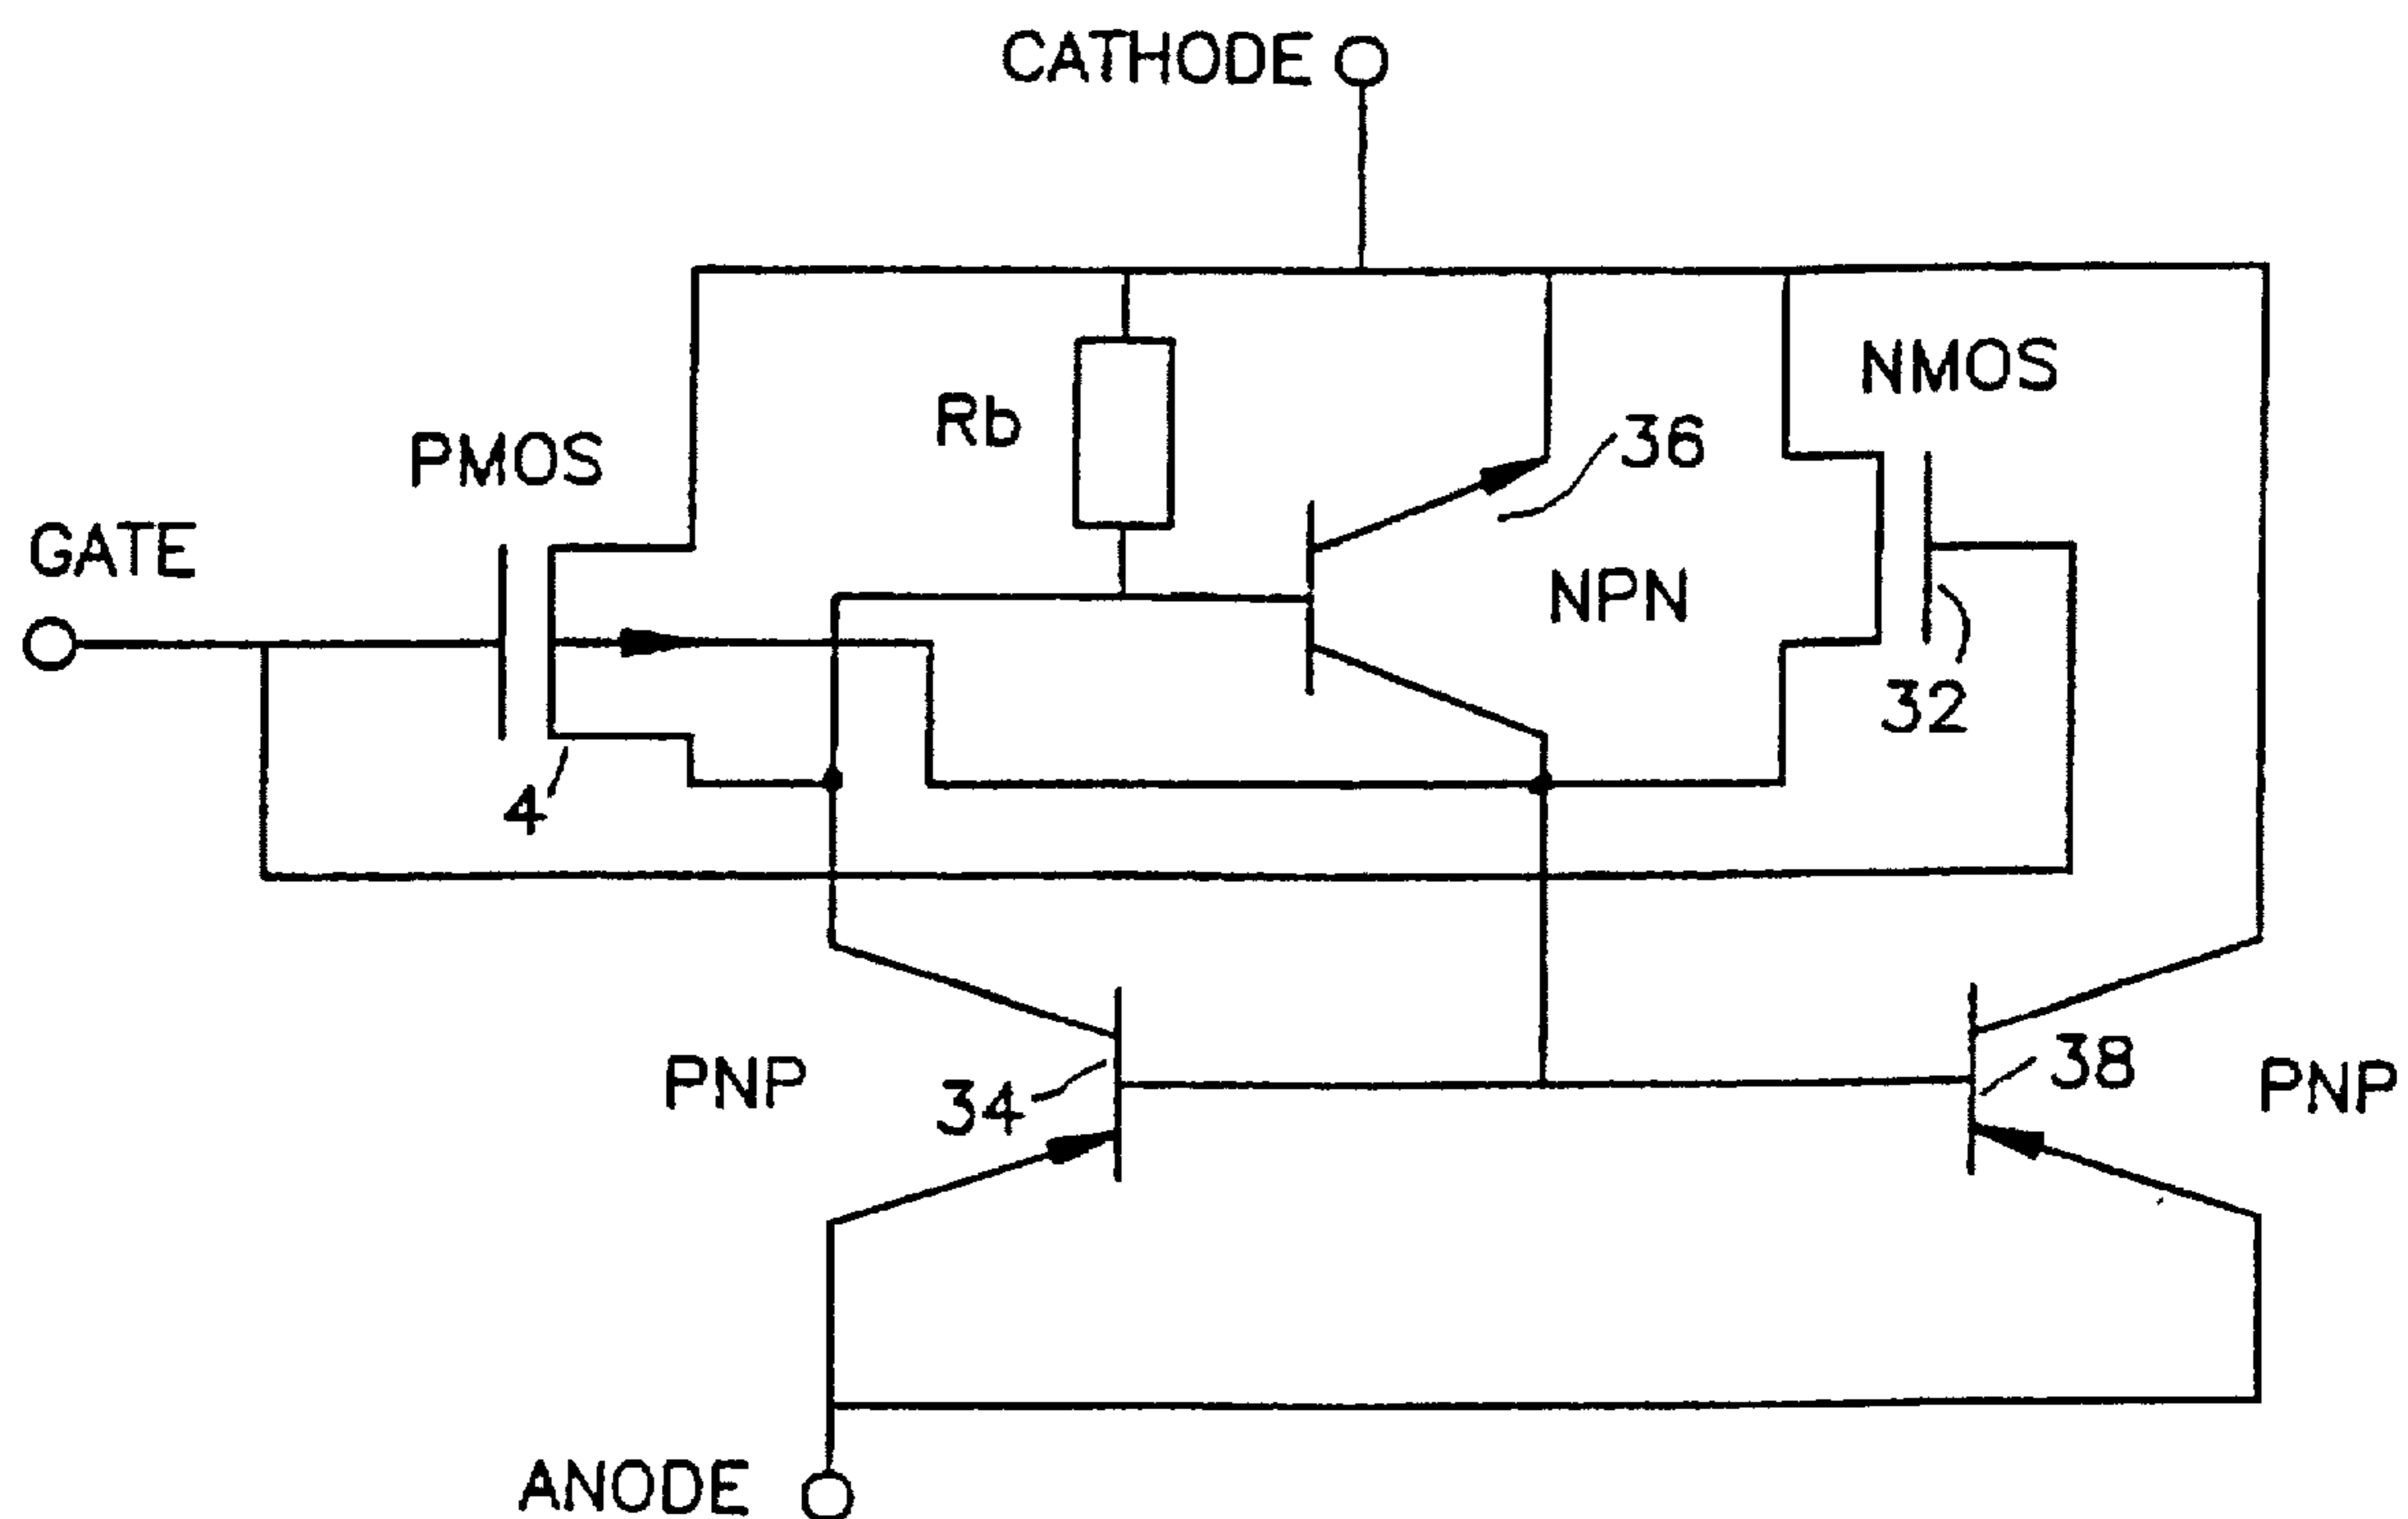 CATHODE
NMOS
Rb
36
PMOS
GATE
NPN
32
4
PNP
34
38
PNP
ANODE